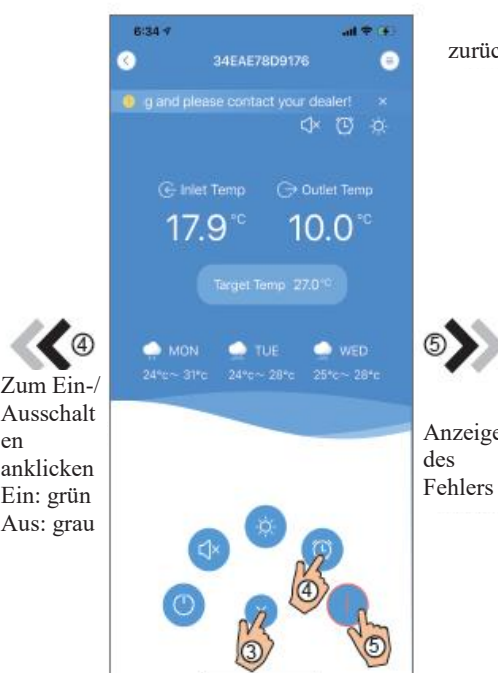 6:34
34EAE78D9176
g and please contact your dealer! ×
Inlet Temp Outlet Temp
17.9°C 10.0°C
Target Temp 27.0°C
MON TUE WED
24°c~ 31°c 24°c~ 28°c 25°c~ 28°c
④
Zum Ein-/
Ausschalt
en
anklicken
Ein: grün
Aus: grau
zurüc
⑤
Anzeige
des
Fehlers
④
③
⑤